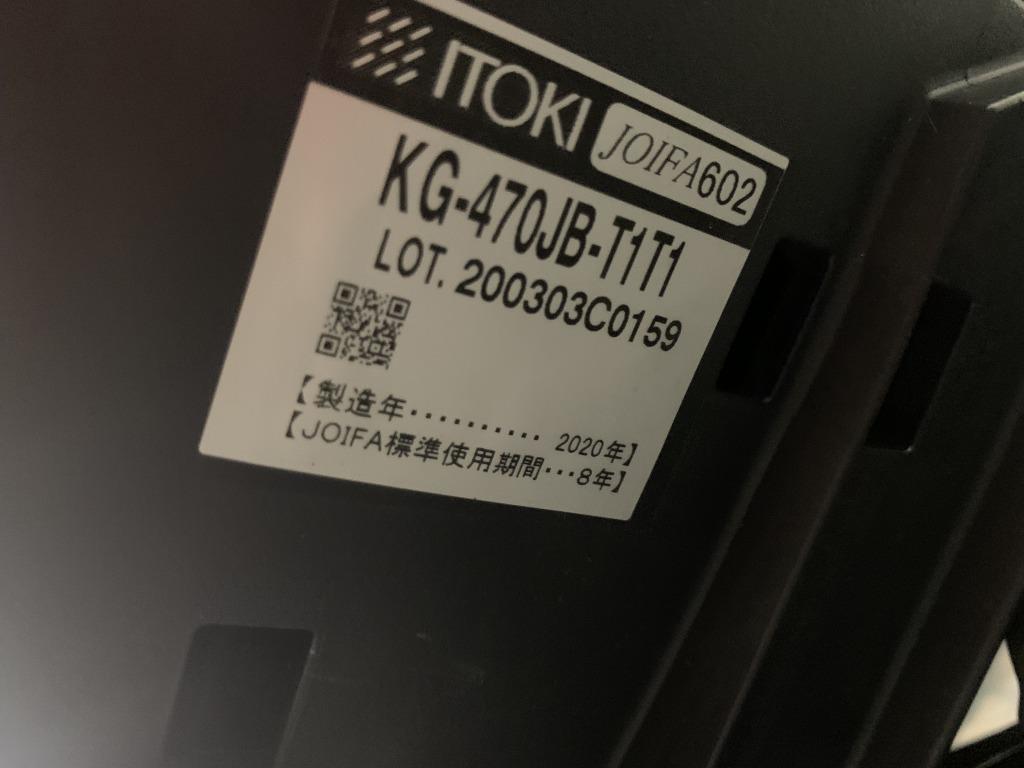 ITOKI JOIFA602
KG-470JB-T1T1
LOT. 200303C0159
【製造年·········· 2020年】
【JOIFA標準使用期間···8年】